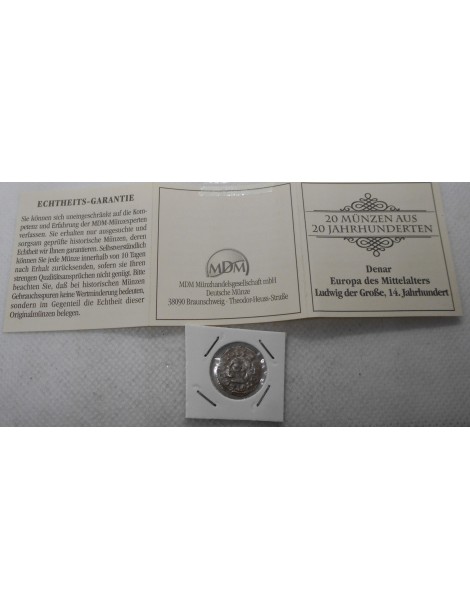 ECHTHEITS-GARANTIE
Sie können sich uneingeschränkt auf die Kom-
petenz und Erfahrung der MDM-Münzexperten
verlassen. Sie erhalten nur ausgesuchte und
sorgsam geprüfte historische Münzen, deren
Echtheit wir Ihnen garantieren. Selbstverständlich
können Sie jede Münze innerhalb von 10 Tagen
nach Erhalt zurücksenden, sofern sie Ihren
strengen Qualitätsansprüchen nicht genügt. Bitte
beachten Sie, daß bei historischen Münzen
Gebrauchsspuren keine Wertminderung bedeuten,
sondern im Gegenteil die Echtheit dieser
Originalmünzen belegen.
MDM
MDM Münzhandelsgesellschaft mbH
Deutsche Münze
38090 Braunschweig · Theodor-Heuss-Straße
20 MÜNZEN AUS
20 JAHRHUNDERTEN
Denar
Europa des Mittelalters
Ludwig der Große, 14. Jahrhundert